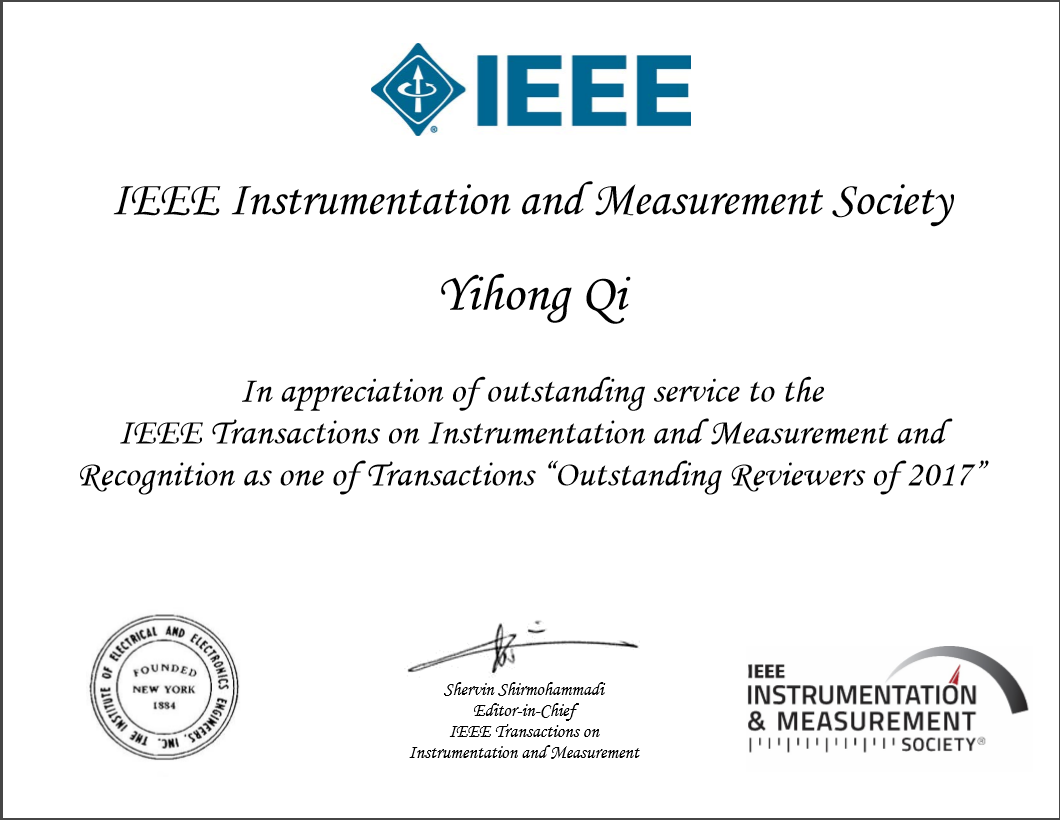 IEEE
IEEE Instrumentation and Measurement Society
Yihong Qi
In appreciation of outstanding service to the
IEEE Transactions on Instrumentation and Measurement and
Recognition as one of Transactions “Outstanding Reviewers of 2017”
THE INSTITUTE OF ELECTRICAL AND ELECTRONICS ENGINEERS, INC.
FOUNDED
NEW YORK
1884
Shervin Shirmohammadi
Editor-in-Chief
IEEE Transactions on
Instrumentation and Measurement
IEEE
INSTRUMENTATION
& MEASUREMENT
SOCIETY®